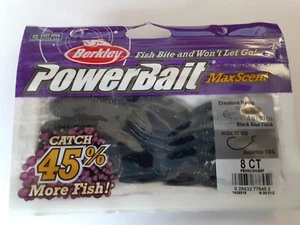 Berkley
Fish Bite and Won't Let Go!
PowerBait
MaxScent
Creature Hawg
Black Blue Fleck
CATCH
45%
More Fish!
8 CT